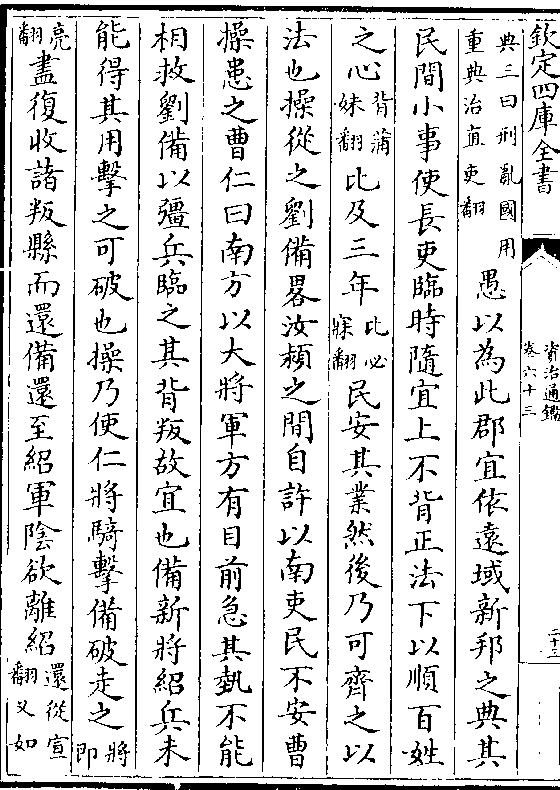 欽定四庫全書
資治通鑑
卷六十三
二十二
典三曰刑亂國用
重典治直吏翻
愚以為此郡宜依遠域新邦之典其
民間小事使長吏臨時隨宜上不背正法下以順百姓
之心背蒲妹翻比及三年比必寐翻民安其業然後乃可齊之以
法也操從之劉備畧汝潁之間自許以南吏民不安曹
操患之曹仁曰南方以大將軍方有目前急其埶不能
相救劉備以彊兵臨之其背叛故宜也備新將紹兵未
能得其用擊之可破也操乃使仁將騎擊備破走之將即
亮翻盡復收諸叛縣而還備還至紹軍陰欲離紹還從宣翻又如